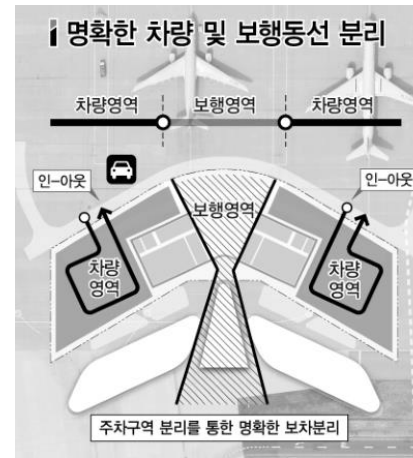 명확한 차량 및 보행동선 분리
차량영역 보행영역 차량영역
인-아웃 인-아웃
보행영역
차량 차량
영역 영역
주차구역 분리를 통한 명확한 보차분리